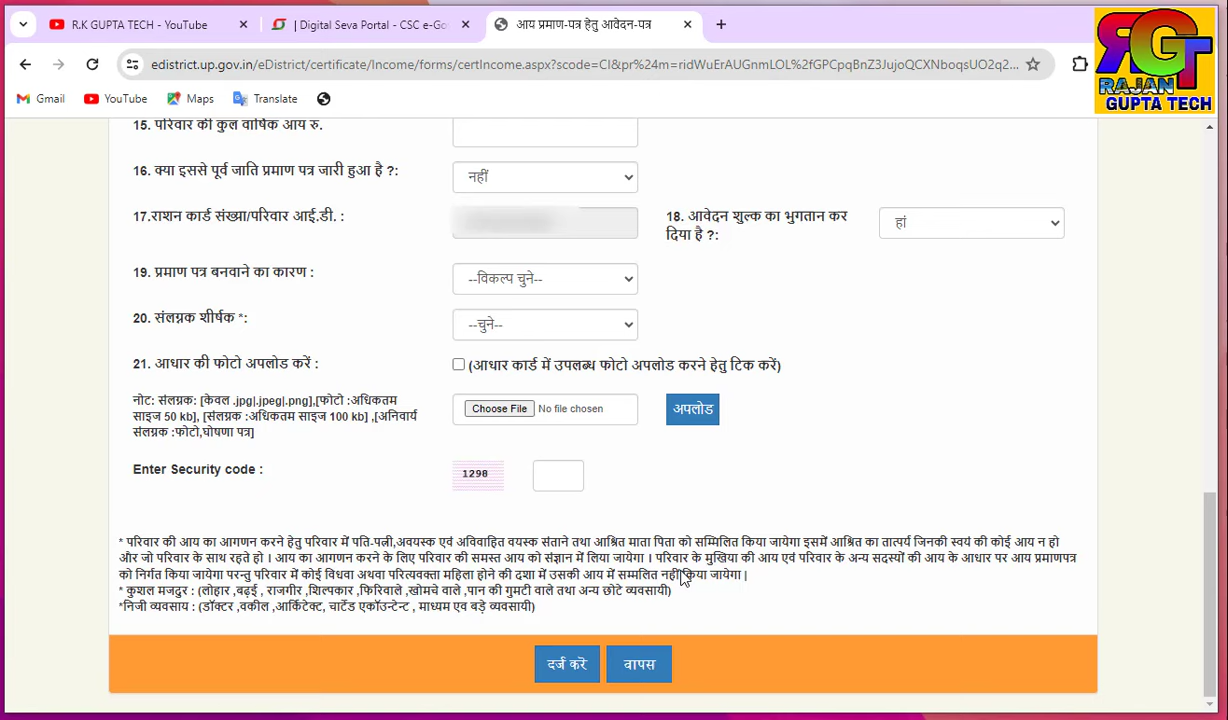 R.K GUPTA TECH - YouTube
| Digital Seva Portal - CSC e-Go
आय प्रमाण-पत्र हेतु आवेदन-पत्र
edistrict.up.gov.in/eDistrict/certificate/Income/forms/certIncome.aspx?scode=CI&pr%24m=ridWuErAUGnmLOL%2fGPCpqBnZ3JujoQCXNboqsUO2q2...
Gmail
YouTube
Maps
Translate
RGT
RAJAN
GUPTA TECH
15. परिवार की कुल वार्षिक आय रु.
16. क्या इससे पूर्व जाति प्रमाण पत्र जारी हुआ है ?:
नहीं
17.राशन कार्ड संख्या/परिवार आई.डी. :
18. आवेदन शुल्क का भुगतान कर
दिया है ?:
हां
19. प्रमाण पत्र बनवाने का कारण :
--विकल्प चुने--
20. संलग्नक शीर्षक *:
--चुने--
21. आधार की फोटो अपलोड करें :
(आधार कार्ड में उपलब्ध फोटो अपलोड करने हेतु टिक करें)
नोट: संलग्नक: [केवल .jpg|.jpeg|.png],[फोटो :अधिकतम
साइज 50 kb], [संलग्नक :अधिकतम साइज 100 kb] ,[अनिवार्य
संलग्नक :फोटो,घोषणा पत्र]
Choose File No file chosen
अपलोड
Enter Security code :
1298
* परिवार की आय का आगणन करने हेतु परिवार में पति-पत्नी,अवयस्क एवं अविवाहित वयस्क संताने तथा आश्रित माता पिता को सम्मिलित किया जायेगा इसमें आश्रित का तात्पर्य जिनकी स्वयं की कोई आय न हो
और जो परिवार के साथ रहते हो । आय का आगणन करने के लिए परिवार की समस्त आय को संज्ञान में लिया जायेगा । परिवार के मुखिया की आय एवं परिवार के अन्य सदस्यों की आय के आधार पर आय प्रमाणपत्र
को निर्गत किया जायेगा परन्तु परिवार में कोई विधवा अथवा परित्यवक्ता महिला होने की दशा में उसकी आय में सम्मलित नहीं किया जायेगा |
* कुशल मजदुर : (लोहार ,बढ़ई , राजगीर ,शिल्पकार ,फिरिवाले ,खोमचे वाले ,पान की गुमटी वाले तथा अन्य छोटे व्यवसायी)
*निजी व्यवसाय : (डॉक्टर ,वकील ,आर्किटेक्ट, चार्टेड एकॉउन्टेन्ट , माध्यम एव बड़े व्यवसायी)
दर्ज करें
वापस